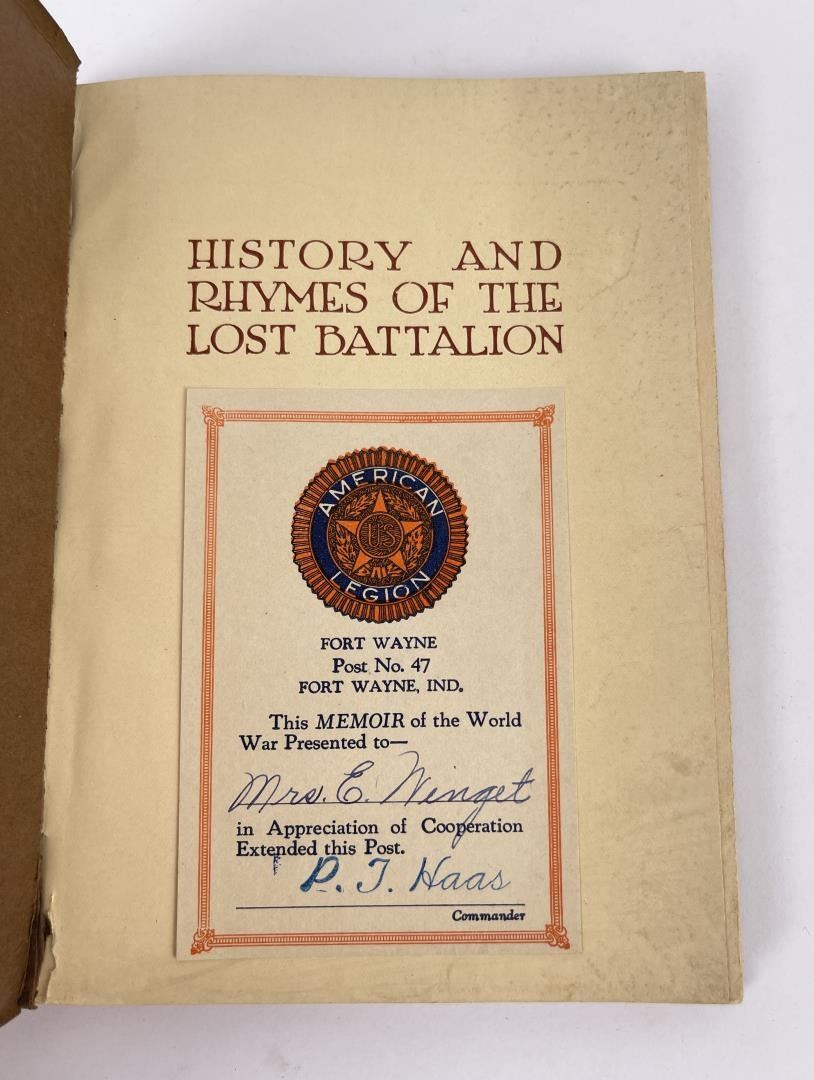 HISTORY AND
RHYMES OF THE
LOST BATTALION
AMERICAN
US
LEGION
FORT WAYNE
Post No. 47
FORT WAYNE, IND.
This MEMOIR of the World
War Presented to—
Mrs. E. Winget
in Appreciation of Cooperation
Extended this Post.
P. J. Haas
Commander